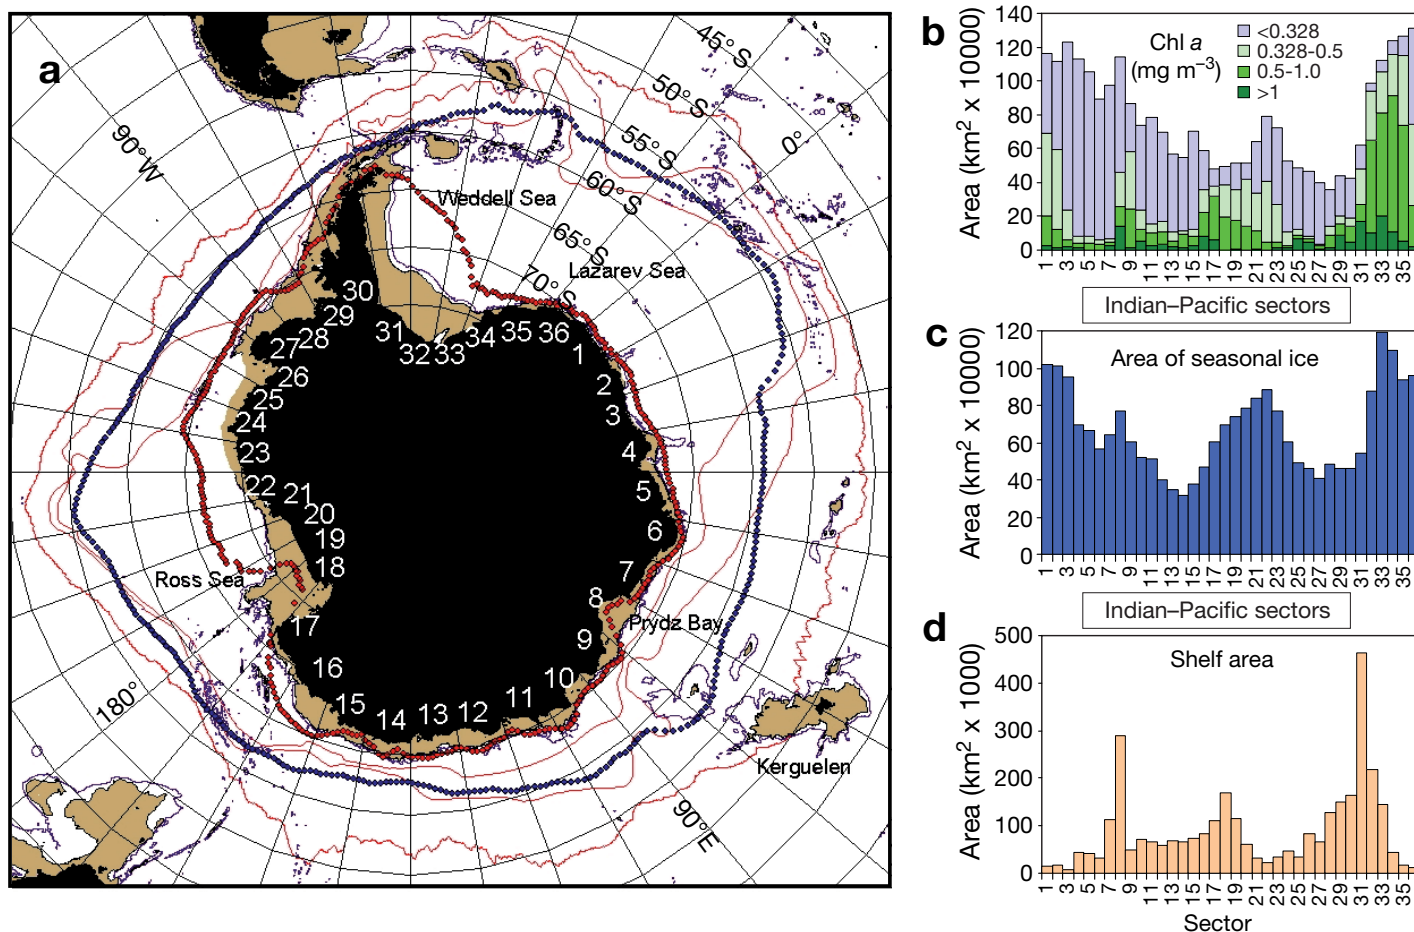 a
45° S
50° S
55° S
60° S
65° S
70° S
0°
90°W
180°
90°E
Weddell Sea
Lazarev Sea
Ross Sea
Prydz Bay
Kerguelen
30
29
28
27
26
25
24
23
22
21
20
19
18
17
16
15
14
13
12
11
10
9
8
7
6
5
4
3
2
1
36
35
34
33
32
31
b
Chl a
(mg m–3)
<0.328
0.328-0.5
0.5-1.0
>1
Area (km2 x 10000)
140
120
100
80
60
40
20
0
1 3 5 7 9 11 13 15 17 19 21 23 25 27 29 31 33 35
Indian–Pacific sectors
c
Area of seasonal ice
Area (km2 x 10000)
120
100
80
60
40
20
0
1 3 5 7 9 11 13 15 17 19 21 23 25 27 29 31 33 35
Indian–Pacific sectors
d
Shelf area
Area (km2 x 1000)
500
400
300
200
100
0
1 3 5 7 9 11 13 15 17 19 21 23 25 27 29 31 33 35
Sector